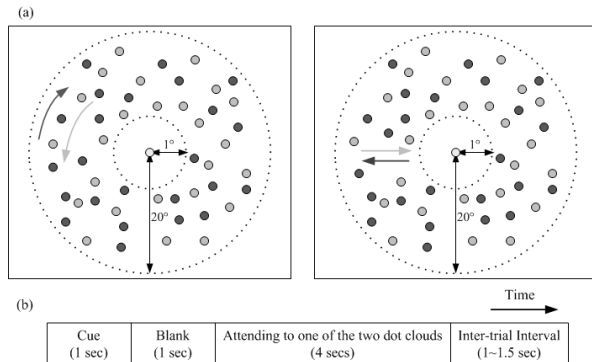 (a)
1°
20°
1°
20°
(b)
Time
Cue
(1 sec)
Blank
(1 sec)
Attending to one of the two dot clouds
(4 secs)
Inter-trial Interval
(1~1.5 sec)